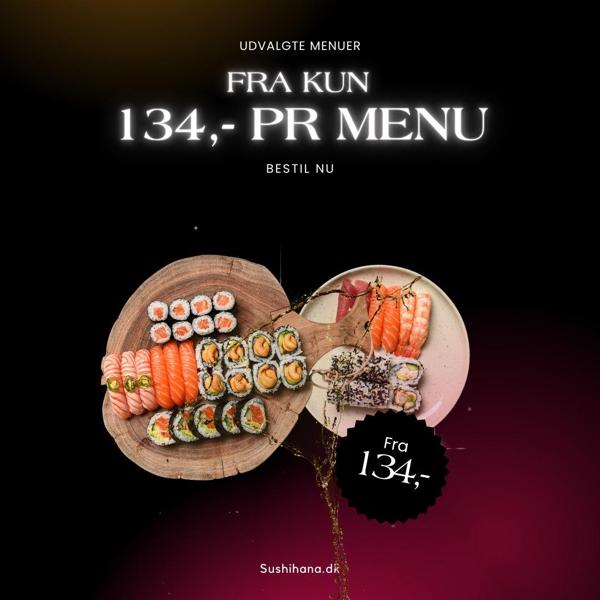 UDVALGTE MENUER
FRA KUN
134,- PR MENU
BESTIL NU
Fra
134,-
Sushihana.dk